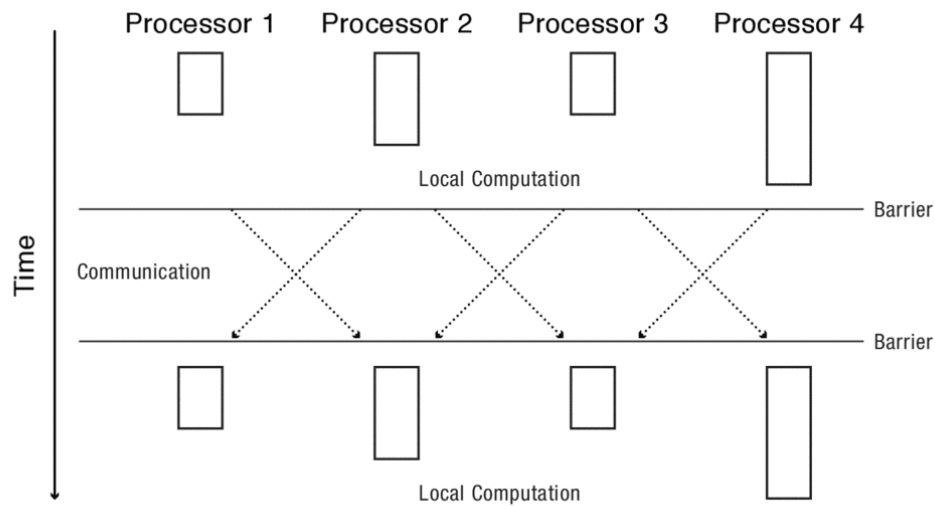 Processor 1 Processor 2 Processor 3 Processor 4
Local Computation
Barrier
Time
Communication
Barrier
Local Computation